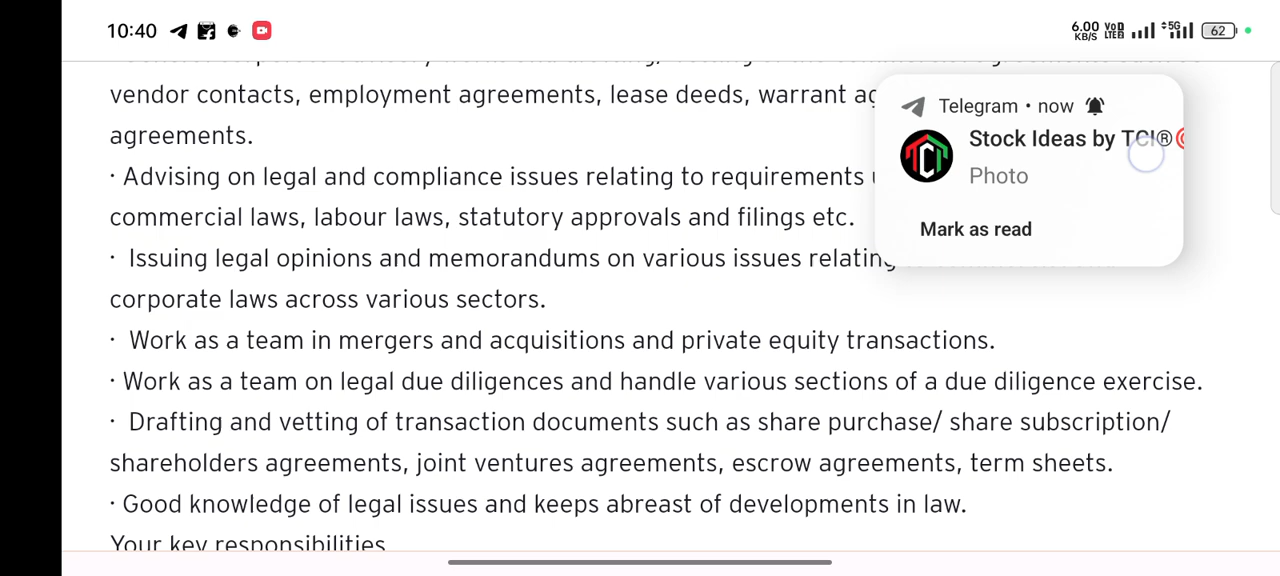 10:40
6.00 KB/S VoD LTE2 5G 62
vendor contacts, employment agreements, lease deeds, warrant
agreements.
· Advising on legal and compliance issues relating to requirements
commercial laws, labour laws, statutory approvals and filings etc.
· Issuing legal opinions and memorandums on various issues relating
corporate laws across various sectors.
· Work as a team in mergers and acquisitions and private equity transactions.
· Work as a team on legal due diligences and handle various sections of a due diligence exercise.
· Drafting and vetting of transaction documents such as share purchase/ share subscription/
shareholders agreements, joint ventures agreements, escrow agreements, term sheets.
· Good knowledge of legal issues and keeps abreast of developments in law.
Your key responsibilities
Telegram • now
TCI
Stock Ideas by TCI®
Photo
Mark as read